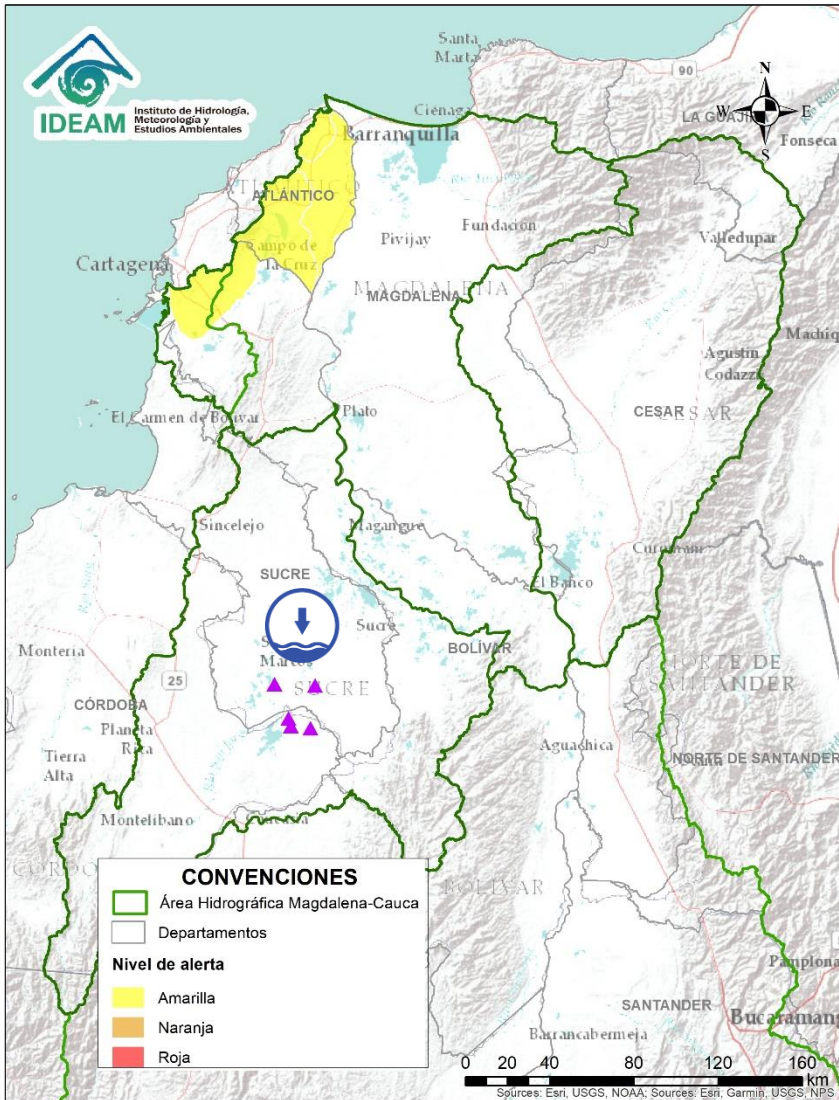 IDEAM
Instituto de Hidrología,
Meteorología y
Estudios Ambientales
Santa
Marta
90
N
W
E
S
Ciénaga
Barranquilla
Fonseca
ATLÁNTICO
Pivijay
Fundación
Valledupar
Campo de
la Cruz
Cartagena
MAGDALENA
MAGDALENA
Agustín
Codazzi
El Carmen de Bolívar
Plato
CESAR
CESAR
Sincelejo
Magangué
Curumaní
El Banco
SUCRE
Sucre
BOLÍVAR
Marcos
SUCRE
Montería
NORTE DE
SANTANDER
25
CÓRDOBA
Planeta
Rica
Tierra
Alta
Aguachica
NORTE DE SANTANDER
Montelíbano
BOLÍVAR
CONVENCIONES
Área Hidrográfica Magdalena-Cauca
Departamentos
Nivel de alerta
Amarilla
Naranja
Roja
Pamplona
SANTANDER
Bucaramang
Barrancabermeja
0 20 40 80 120 160
km
Sources: Esri, USGS, NOAA; Sources: Esri, Garmin, USGS, NPS